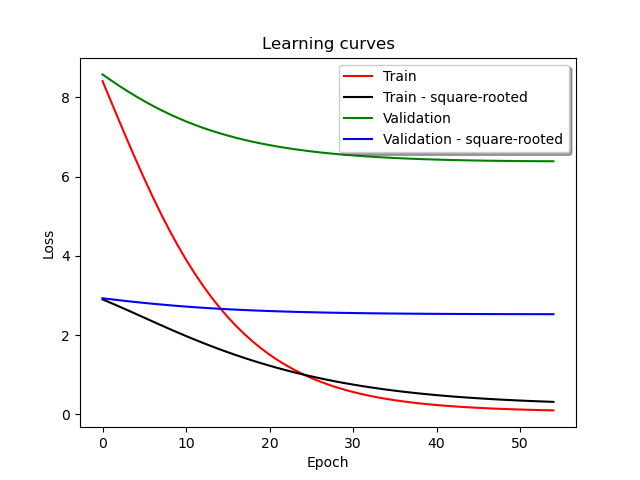 Learning curves
Train
Train - square-rooted
Validation
Validation - square-rooted
Loss
8
6
4
2
0
0 10 20 30 40 50
Epoch